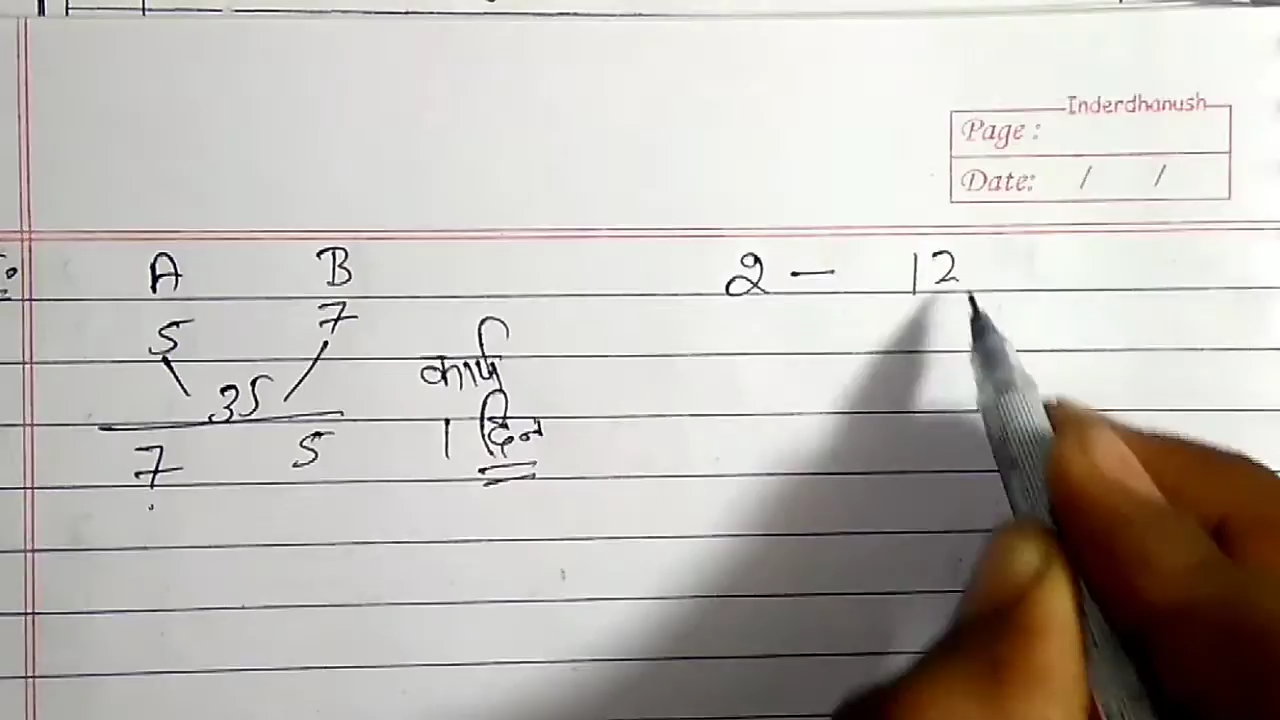 Inderdhanush
Page :
Date: / /
A B 2 — 12
5 7
35
कार्य
7 5 1 दिन